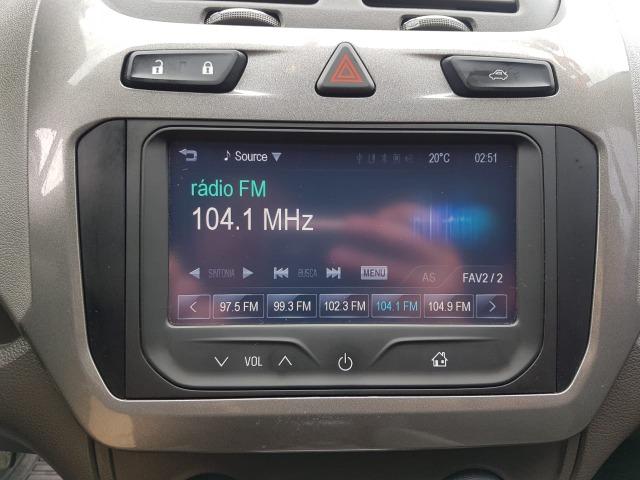 Source 20°C 02:51
rádio FM
104.1 MHz
SINTONIA BUSCA MENU AS FAV2 / 2
97.5 FM 99.3 FM 102.3 FM 104.1 FM 104.9 FM
VOL